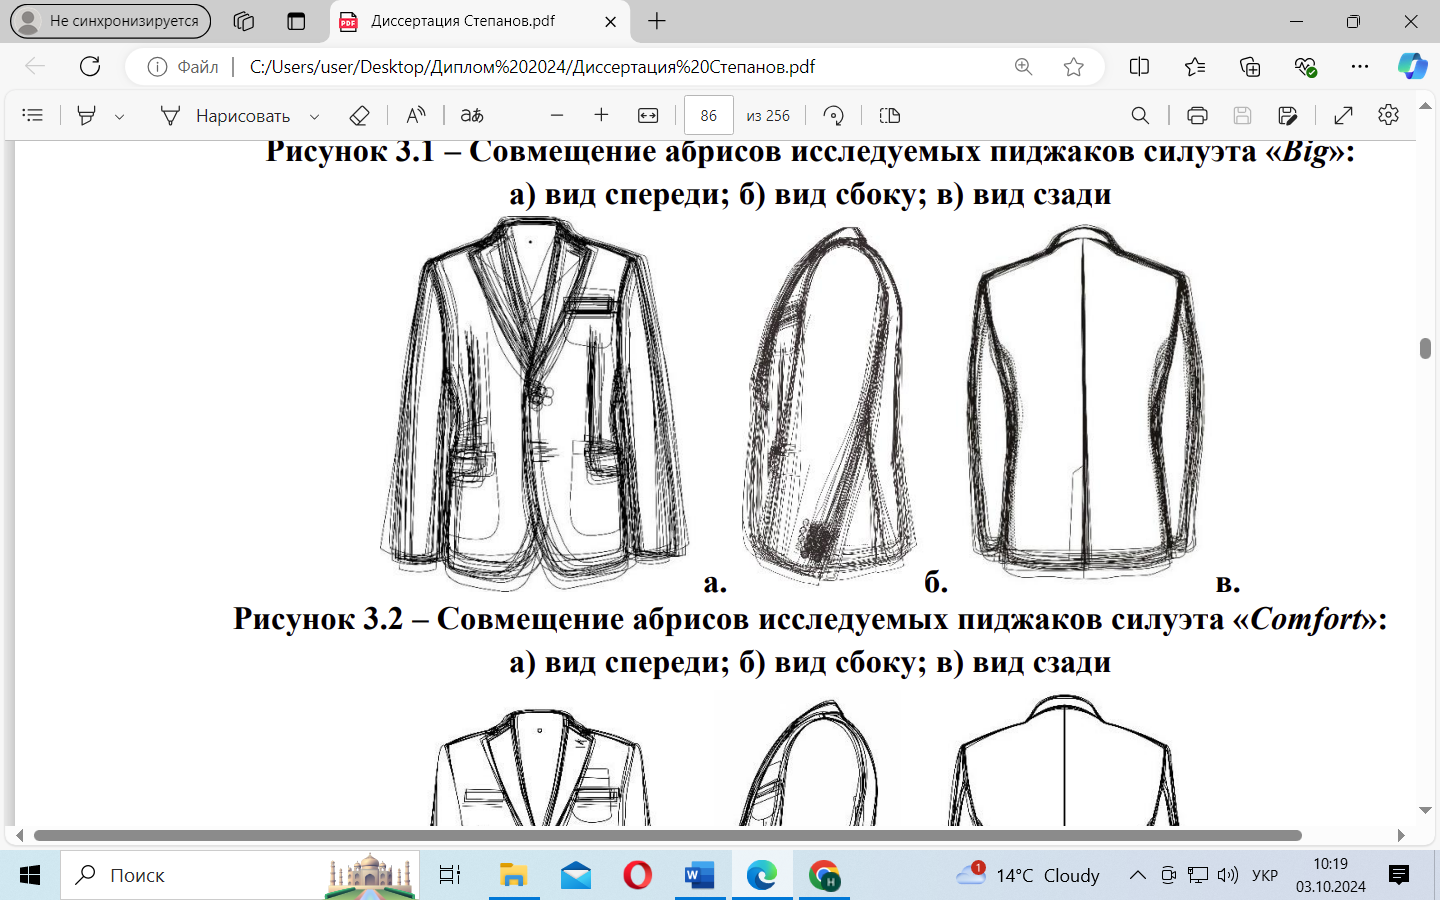 Не синхронизируется
Диссертация Степанов.pdf
Файл
C:/Users/user/Desktop/Диплом%202024/Диссертация%20Степанов.pdf
Нарисовать
86
из 256
Рисунок 3.1 – Совмещение абрисов исследуемых пиджаков силуэта «Big»:
а) вид спереди; б) вид сбоку; в) вид сзади
а.
б.
в.
Рисунок 3.2 – Совмещение абрисов исследуемых пиджаков силуэта «Comfort»:
а) вид спереди; б) вид сбоку; в) вид сзади
Поиск
1
14°C Cloudy
УКР
10:19
03.10.2024